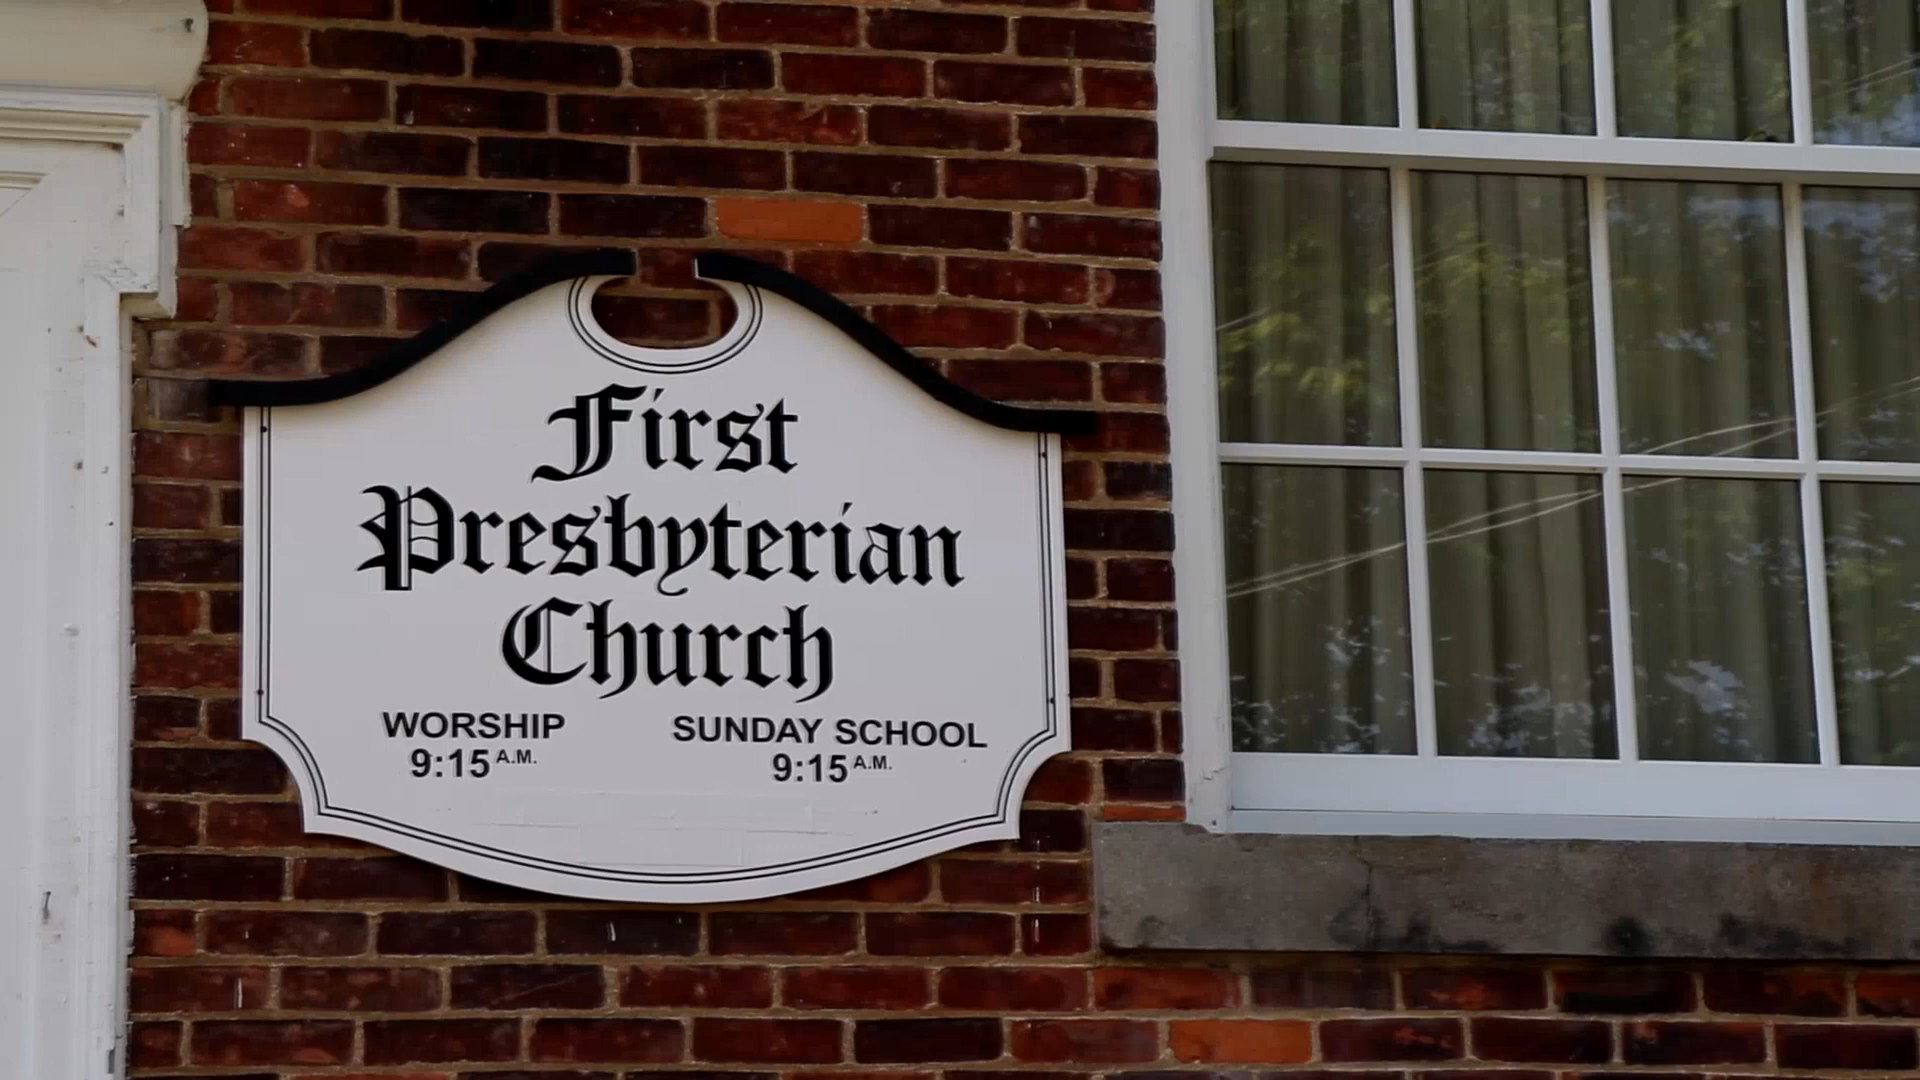 First
Presbyterian
Church
WORSHIP SUNDAY SCHOOL
9:15 A.M. 9:15 A.M.